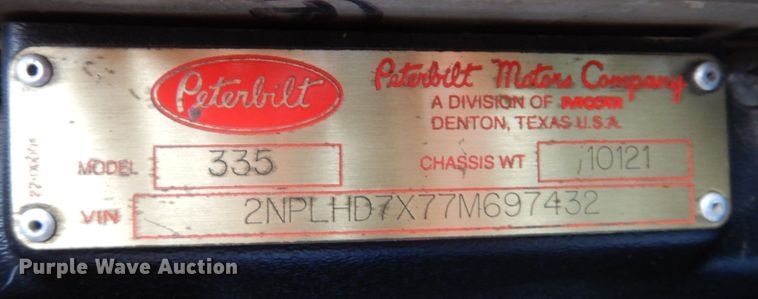 Peterbilt
Peterbilt Motors Company
A DIVISION OF PACCAR
DENTON, TEXAS U.S.A.
MODEL 335 CHASSIS WT 10121
VIN 2NPLHD7X77M697432
Purple Wave Auction